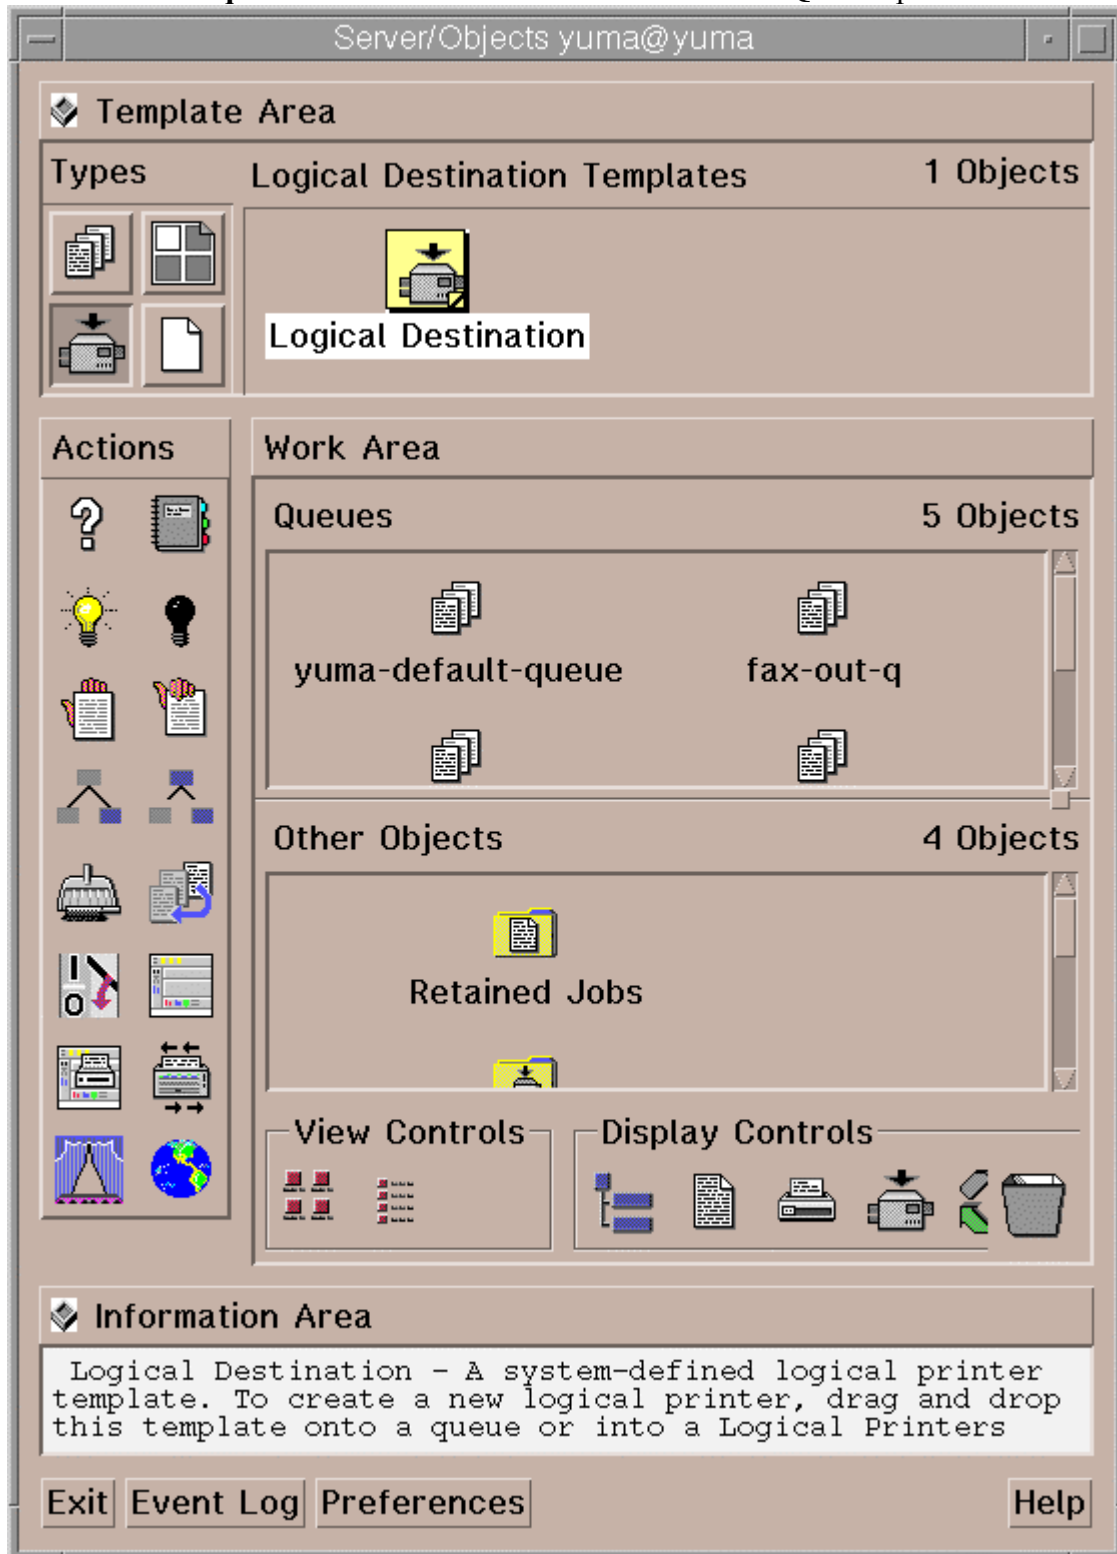 Server/Objects yuma@yuma
Template Area
Types
Logical Destination Templates
1 Objects
Logical Destination
Actions
Work Area
Queues
5 Objects
yuma-default-queue
fax-out-q
Other Objects
4 Objects
Retained Jobs
View Controls
Display Controls
Information Area
Logical Destination - A system-defined logical printer
template. To create a new logical printer, drag and drop
this template onto a queue or into a Logical Printers
Exit
Event Log
Preferences
Help